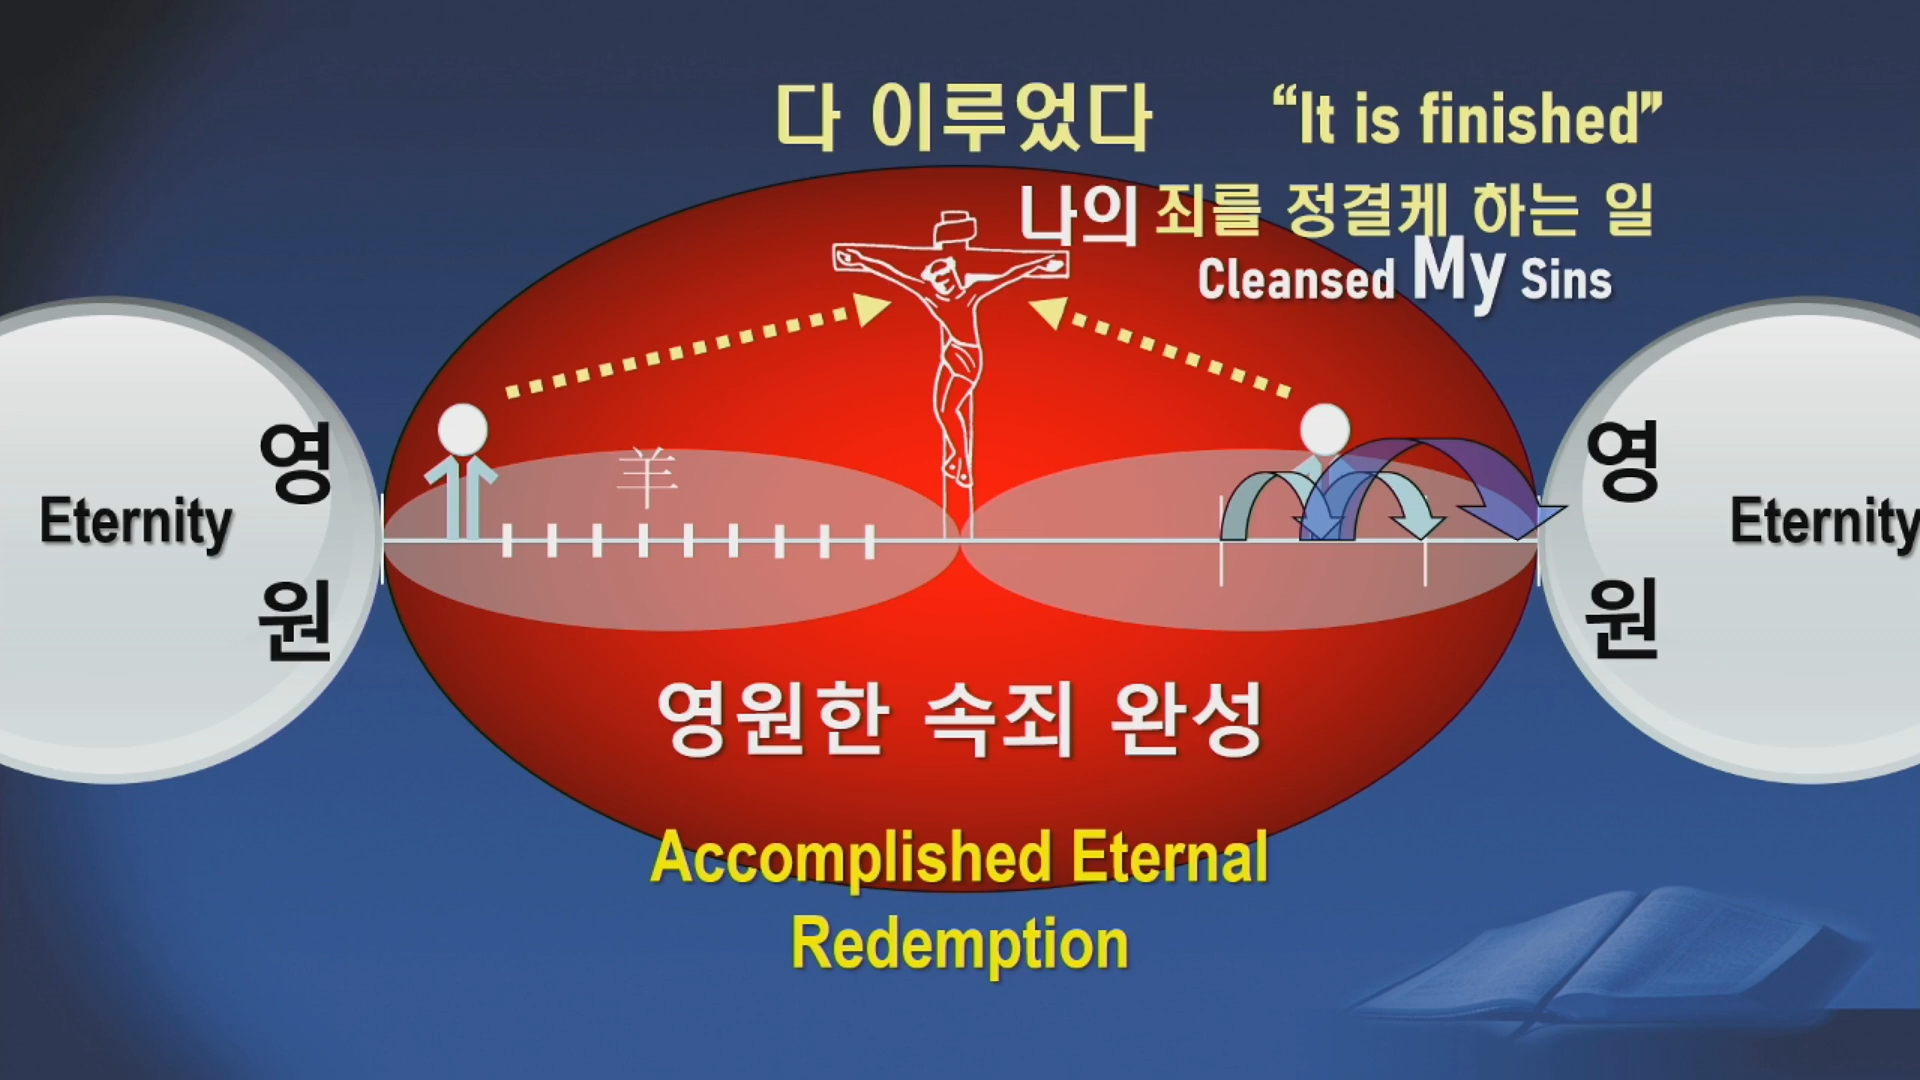 다 이루었다 “It is finished”
나의 죄를 정결케 하는 일
Cleansed My Sins
영원
Eternity
羊
영원
Eternity
영원한 속죄 완성
Accomplished Eternal
Redemption